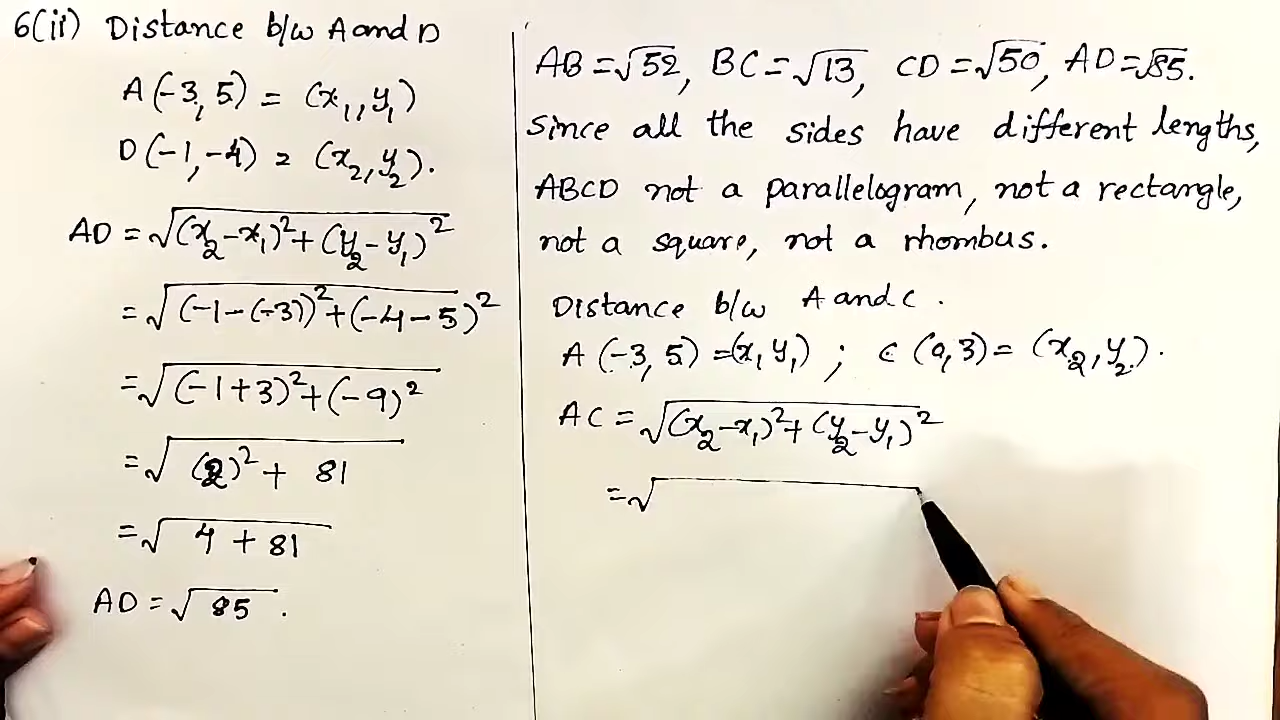 6(ii) Distance b/w A and D
A(-3, 5) = (x₁, y₁)
D(-1, -4) = (x₂, y₂).
AD = √(x₂-x₁)²+(y₂-y₁)²
= √(-1-(-3))²+(-4-5)²
= √(-1+3)²+(-9)²
= √(2)²+ 81
= √4 + 81
AD = √85.
AB = √52, BC = √13, CD = √50, AD = √85.
Since all the sides have different lengths,
ABCD not a parallelogram, not a rectangle,
not a square, not a rhombus.
Distance b/w A and C.
A(-3, 5) = (x, y₁) ; C(0, 3) = (x₂, y₂).
AC = √(x₂-x₁)²+(y₂-y₁)²
= √